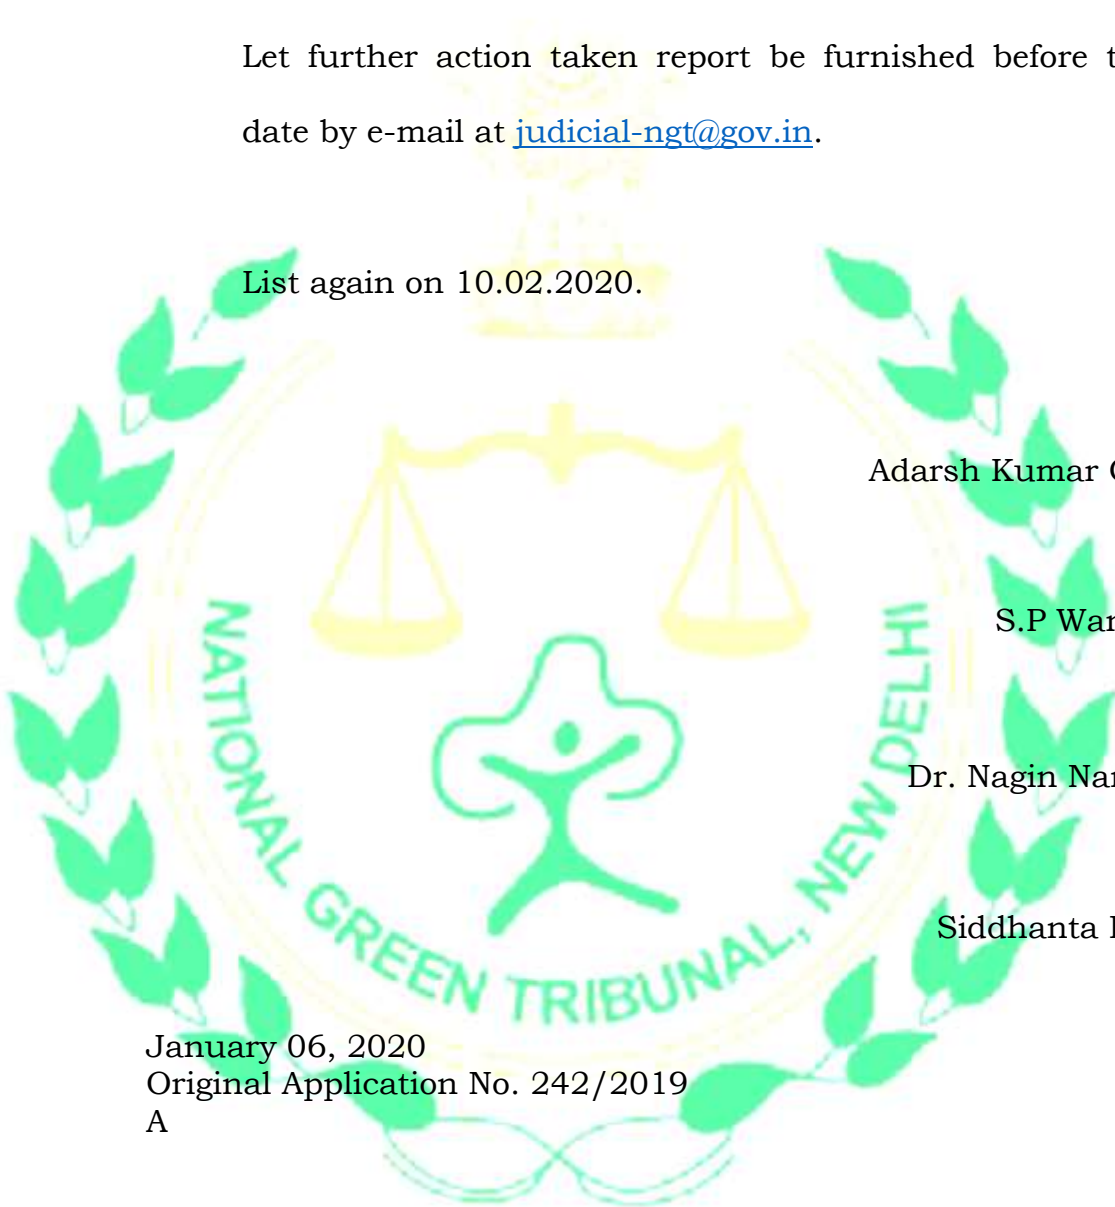 Let further action taken report be furnished before
date by e-mail at judicial-ngt@gov.in.
List again on 10.02.2020.
Adarsh Kumar
S.P
Dr. Nagin
Siddhanta
NATIONAL GREEN TRIBUNAL, NEW DELHI
January 06, 2020
Original Application No. 242/2019
A